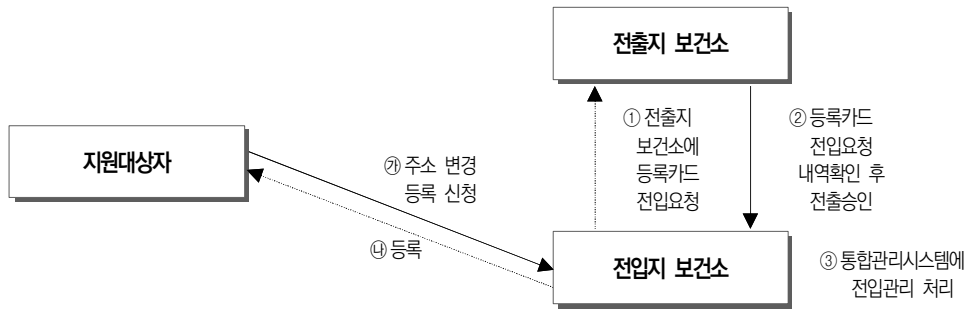 전출지 보건소
① 전출지
보건소에
등록카드
전입요청
② 등록카드
전입요청
내역확인 후
전출승인
지원대상자
㉮ 주소 변경
등록 신청
㉯ 등록
전입지 보건소
③ 통합관리시스템에
전입관리 처리